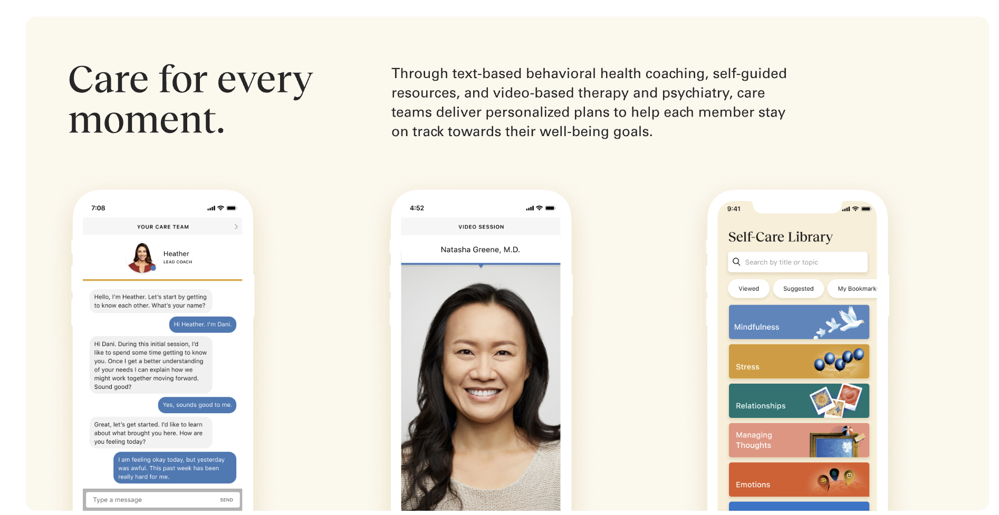 Care for every
moment.
Through text-based behavioral health coaching, self-guided
resources, and video-based therapy and psychiatry, care
teams deliver personalized plans to help each member stay
on track towards their well-being goals.
7:08
YOUR CARE TEAM
Heather
LEAD COACH
Hello, I'm Heather. Let's start by getting
to know each other. What's your name?
Hi Heather. I'm Dani.
Hi Dani. During this initial session, I'd
like to spend some time getting to know
you. Once I get a better understanding
of your needs I can explain how we
might work together moving forward.
Sound good?
Yes, sounds good to me.
Great, let's get started. I'd like to learn
about what brought you here. How are
you feeling today?
I am feeling okay today, but yesterday
was awful. This past week has been
really hard for me.
Type a message
SEND
4:52
VIDEO SESSION
Natasha Greene, M.D.
9:41
Self-Care Library
Search by title or topic
Viewed
Suggested
My Bookmark
Mindfulness
Stress
Relationships
Managing
Thoughts
Emotions